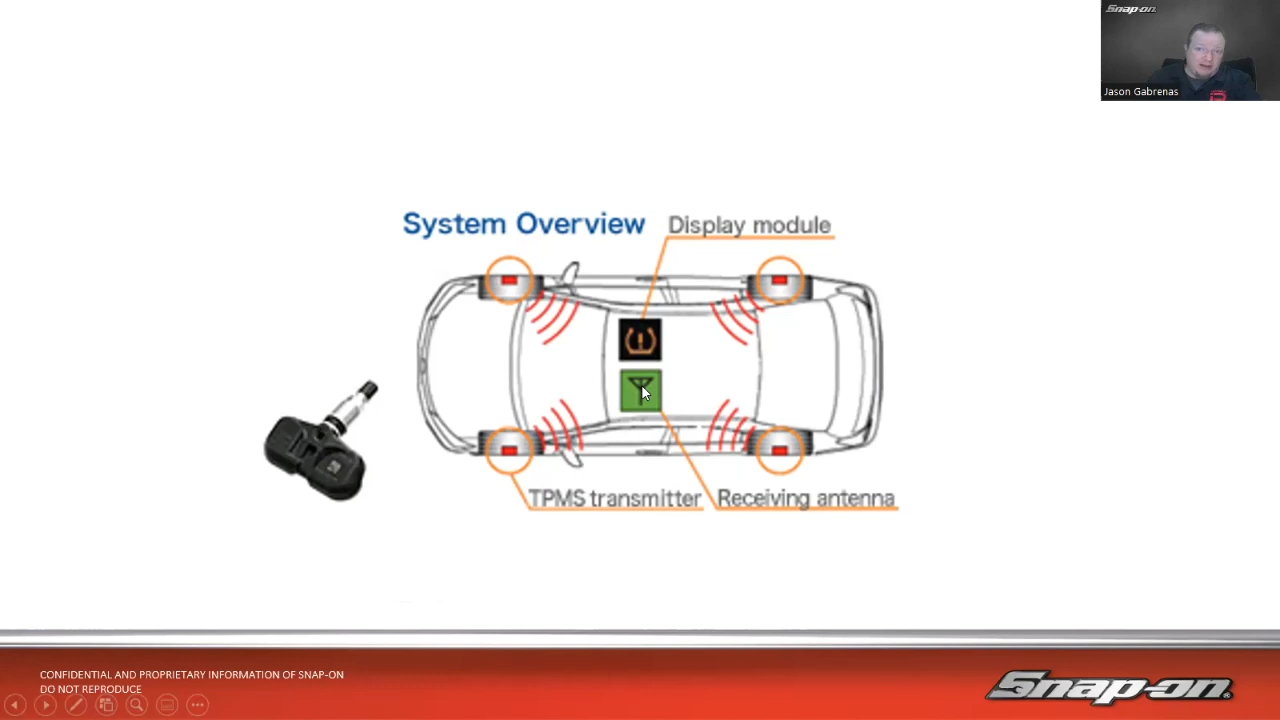 Snap-on
Jason Gabrenas
System Overview
Display module
TPMS transmitter
Receiving antenna
CONFIDENTIAL AND PROPRIETARY INFORMATION OF SNAP-ON
DO NOT REPRODUCE
Snap-on